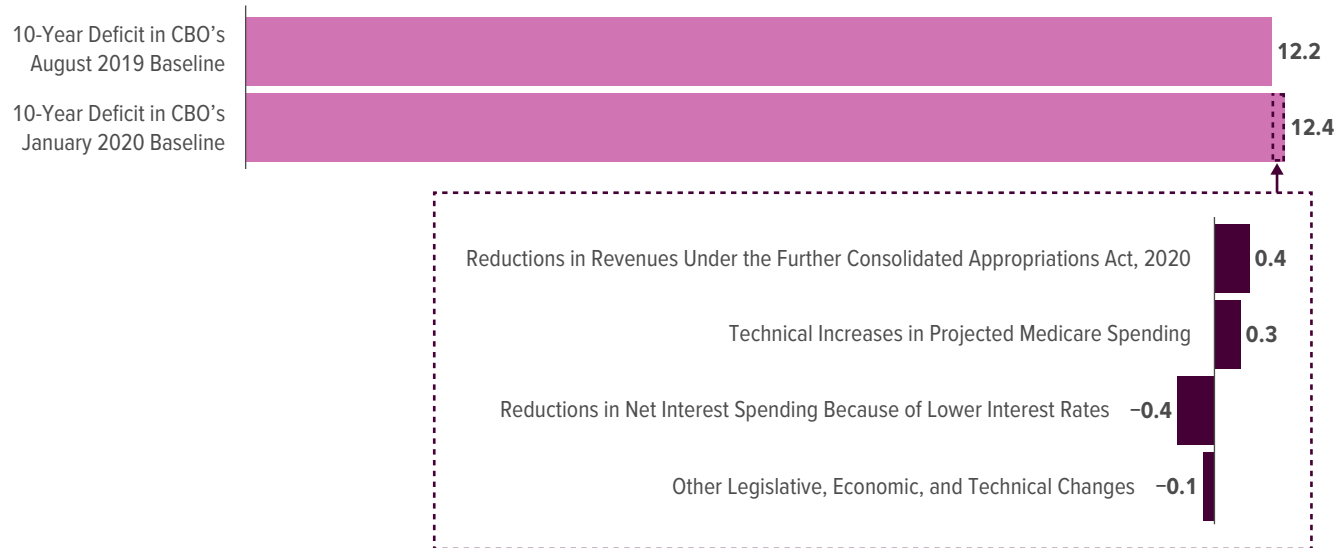 10-Year Deficit in CBO’s
August 2019 Baseline
12.2
10-Year Deficit in CBO’s
January 2020 Baseline
12.4
Reductions in Revenues Under the Further Consolidated Appropriations Act, 2020
0.4
Technical Increases in Projected Medicare Spending
0.3
Reductions in Net Interest Spending Because of Lower Interest Rates
−0.4
Other Legislative, Economic, and Technical Changes
−0.1